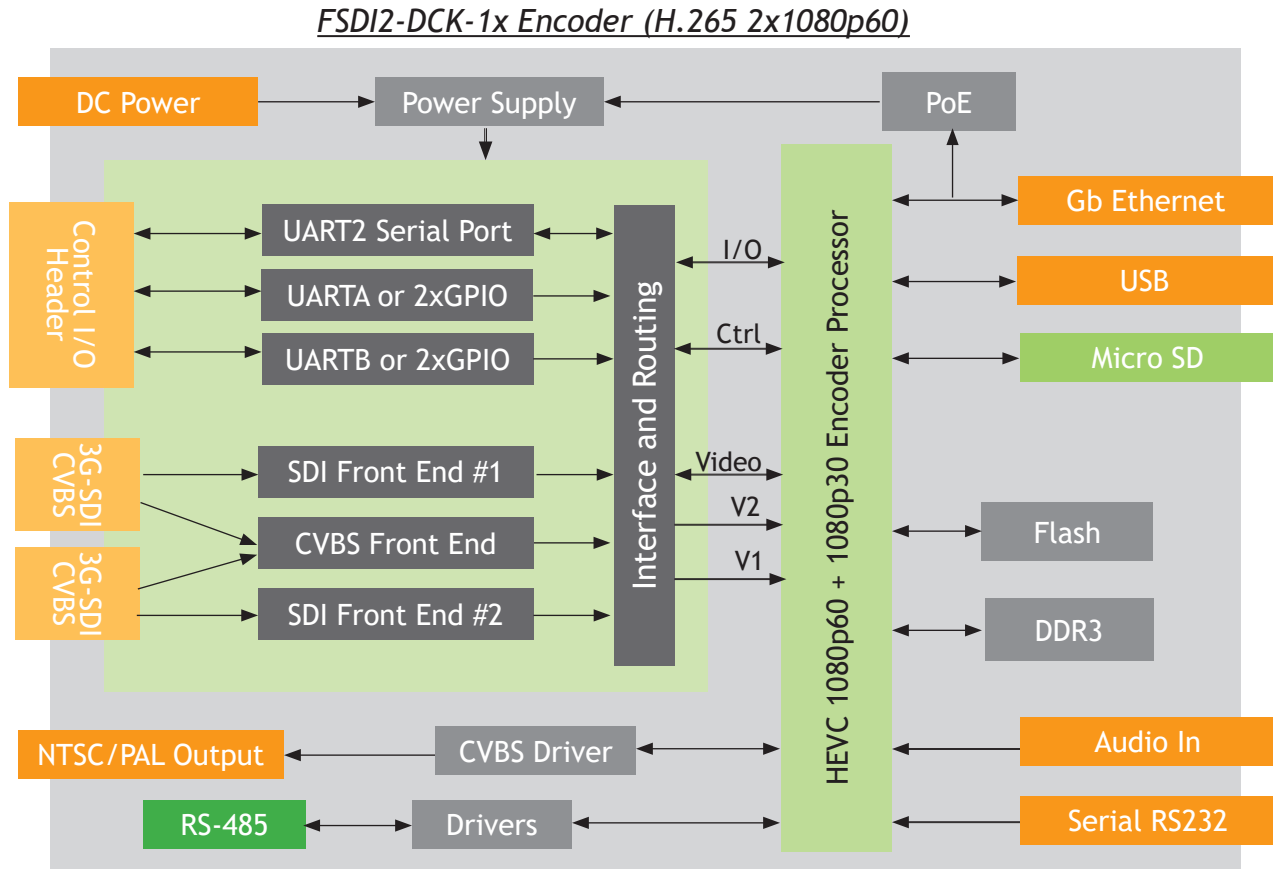 FSDI2-DCK-1x Encoder (H.265 2x1080p60)
DC Power
Power Supply
PoE
Control I/O
Header
UART2 Serial Port
UARTA or 2xGPIO
UARTB or 2xGPIO
3G-SDI
CVBS
3G-SDI
CVBS
SDI Front End #1
CVBS Front End
SDI Front End #2
Interface and Routing
I/O
Ctrl
Video
V2
V1
HEVC 1080p60 + 1080p30 Encoder Processor
Gb Ethernet
USB
Micro SD
Flash
DDR3
Audio In
Serial RS232
NTSC/PAL Output
CVBS Driver
RS-485
Drivers